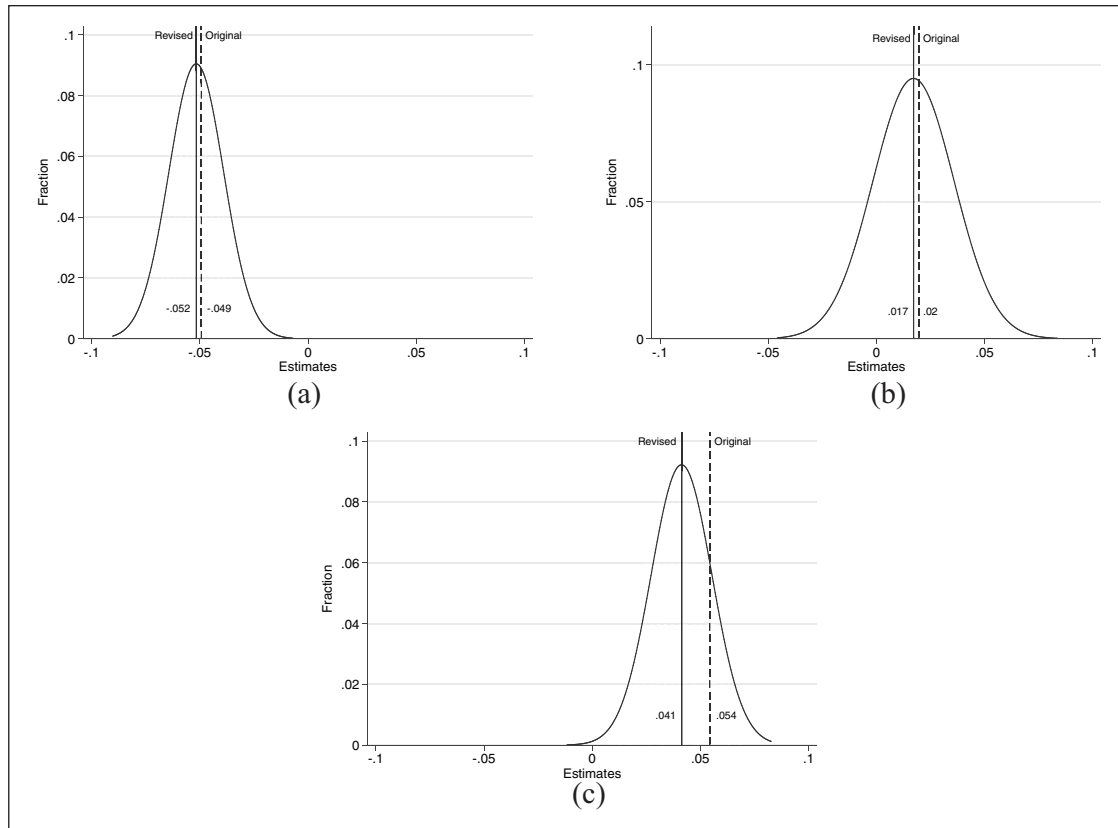 Revised Original
.1
.08
.06
.04
.02
0
Fraction
-.052 -.049
-.1 -.05 0 .05 .1
Estimates
(a)
Revised Original
.1
.05
0
Fraction
.017 .02
-.1 -.05 0 .05 .1
Estimates
(b)
Revised Original
.1
.08
.06
.04
.02
0
Fraction
.041 .054
-.1 -.05 0 .05 .1
Estimates
(c)